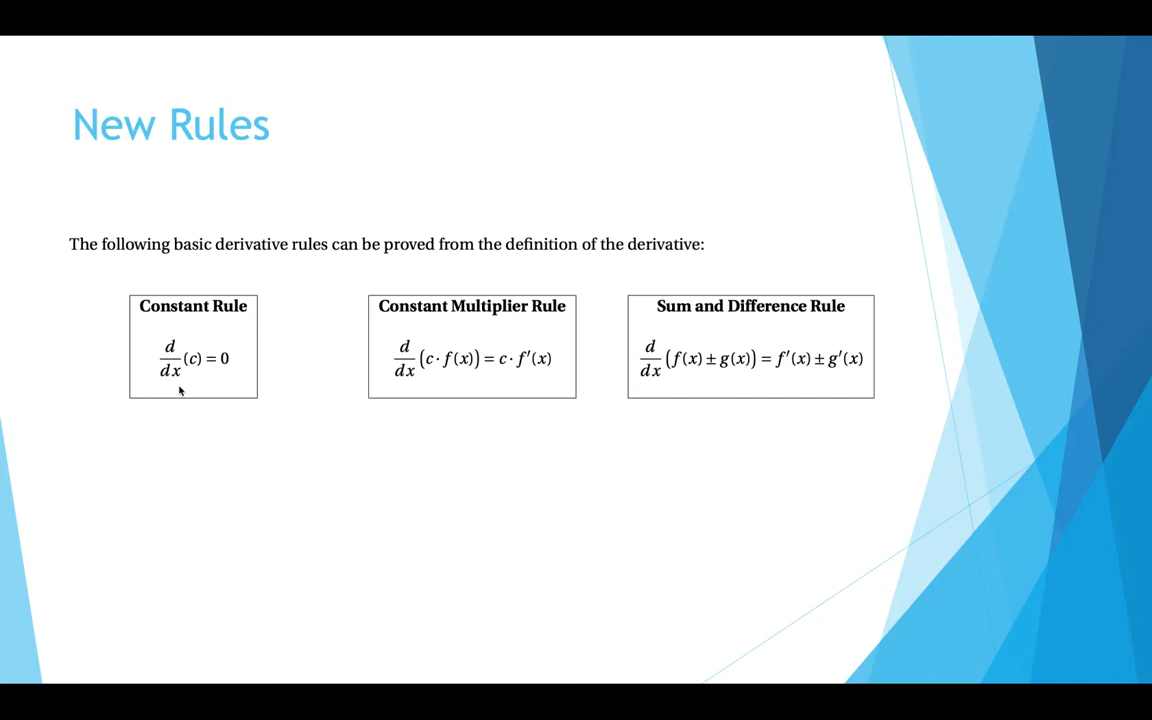 New Rules
The following basic derivative rules can be proved from the definition of the derivative:
Constant Rule
d/dx (c) = 0
Constant Multiplier Rule
d/dx (c · f(x)) = c · f′(x)
Sum and Difference Rule
d/dx (f(x) ± g(x)) = f′(x) ± g′(x)